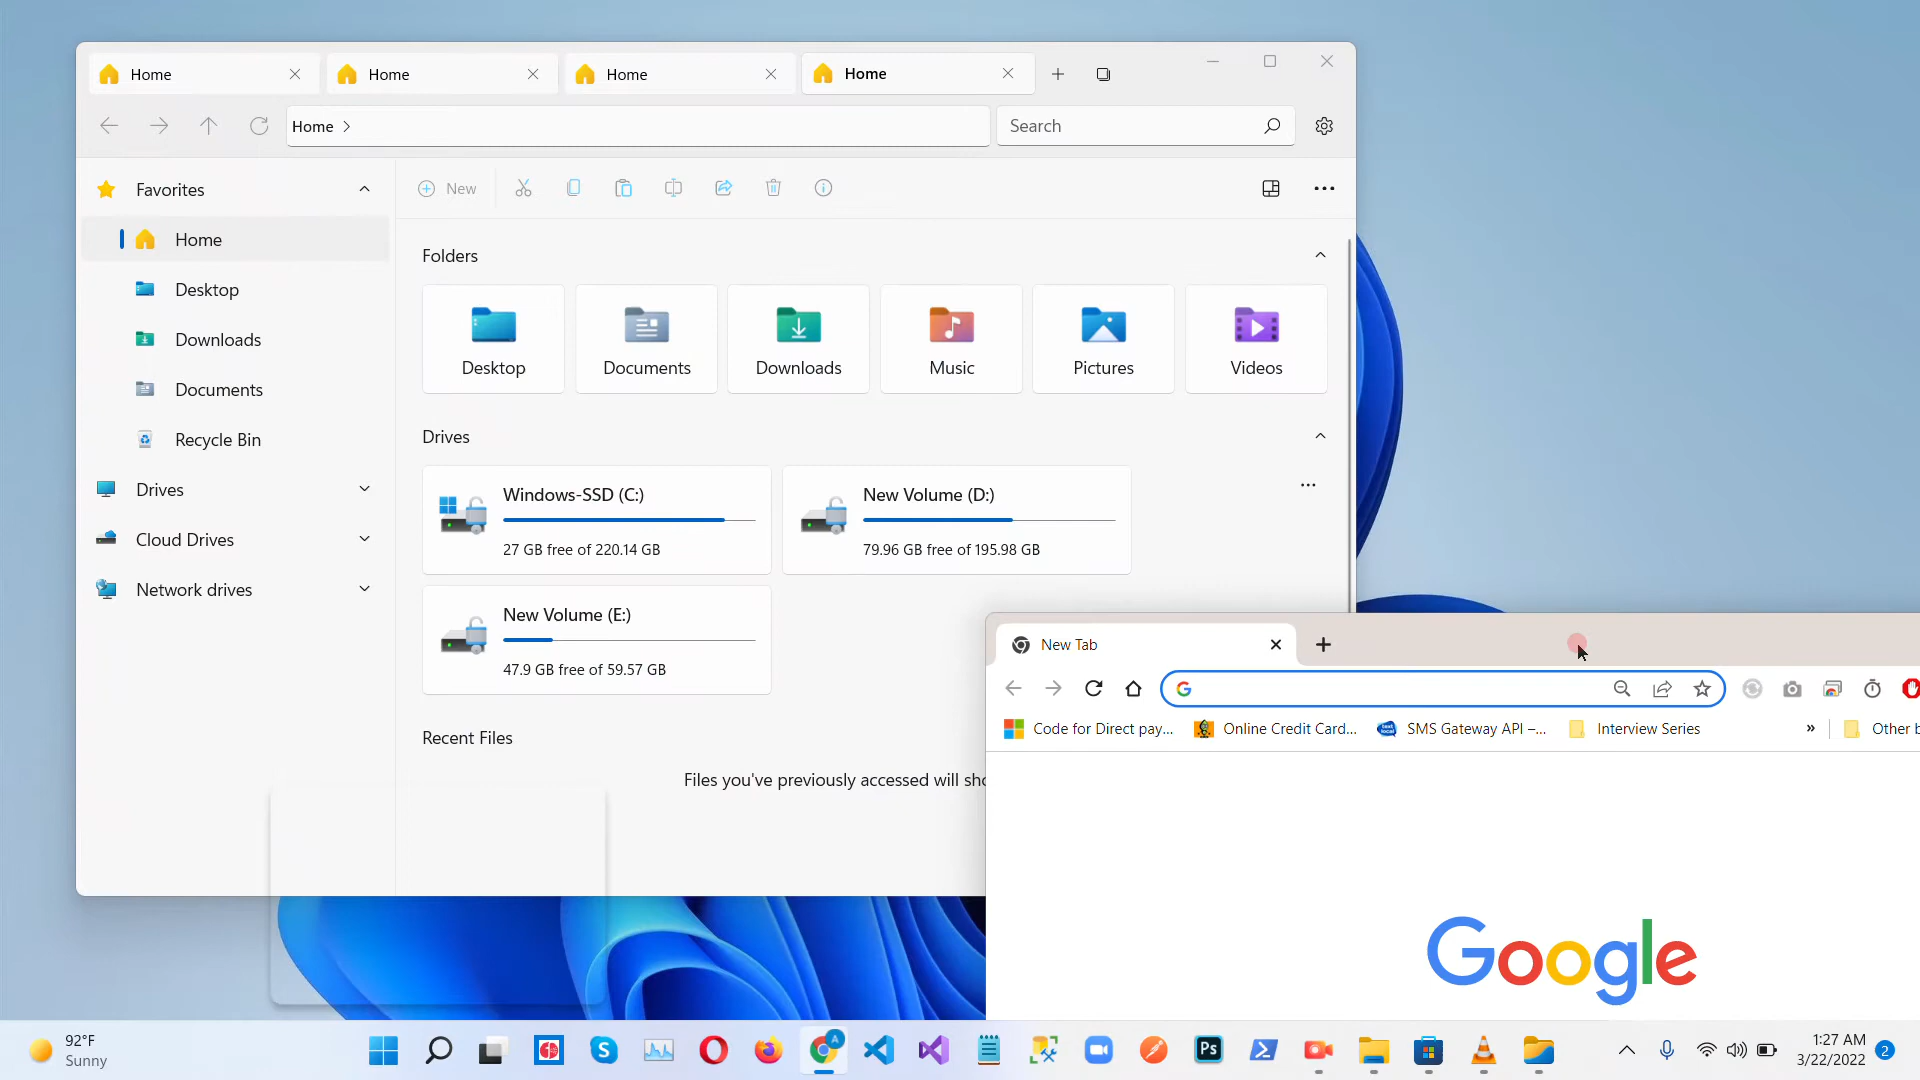 Home Home Home Home
Home
Search
Favorites
New
Home
Desktop
Downloads
Documents
Recycle Bin
Drives
Cloud Drives
Network drives
Folders
Desktop Documents Downloads Music Pictures Videos
Drives
Windows-SSD (C:)
27 GB free of 220.14 GB
New Volume (D:)
79.96 GB free of 195.98 GB
New Volume (E:)
47.9 GB free of 59.57 GB
Recent Files
Files you've previously accessed will sho
New Tab
Code for Direct pay... Online Credit Card... SMS Gateway API –... Interview Series » Other b
Google
92°F
Sunny
A
Ps
1:27 AM
3/22/2022
2